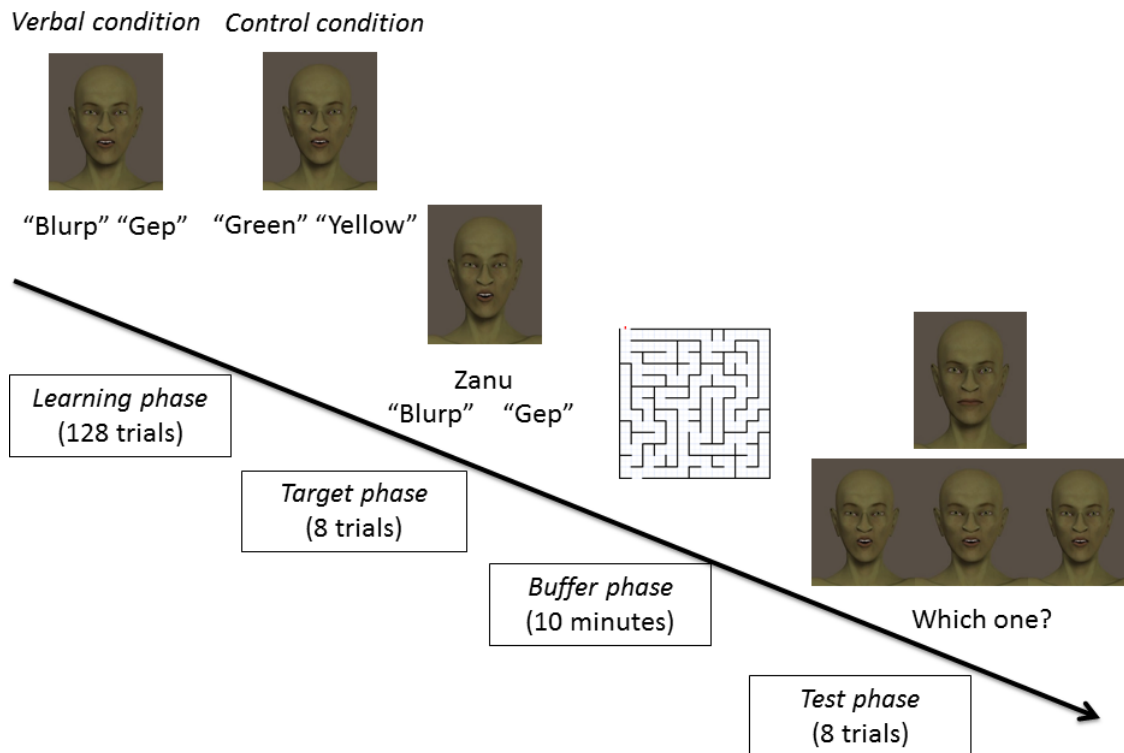 Verbal condition
Control condition
“Blurp” “Gep”
“Green” “Yellow”
Zanu
“Blurp” “Gep”
Learning phase
(128 trials)
Target phase
(8 trials)
Buffer phase
(10 minutes)
Which one?
Test phase
(8 trials)